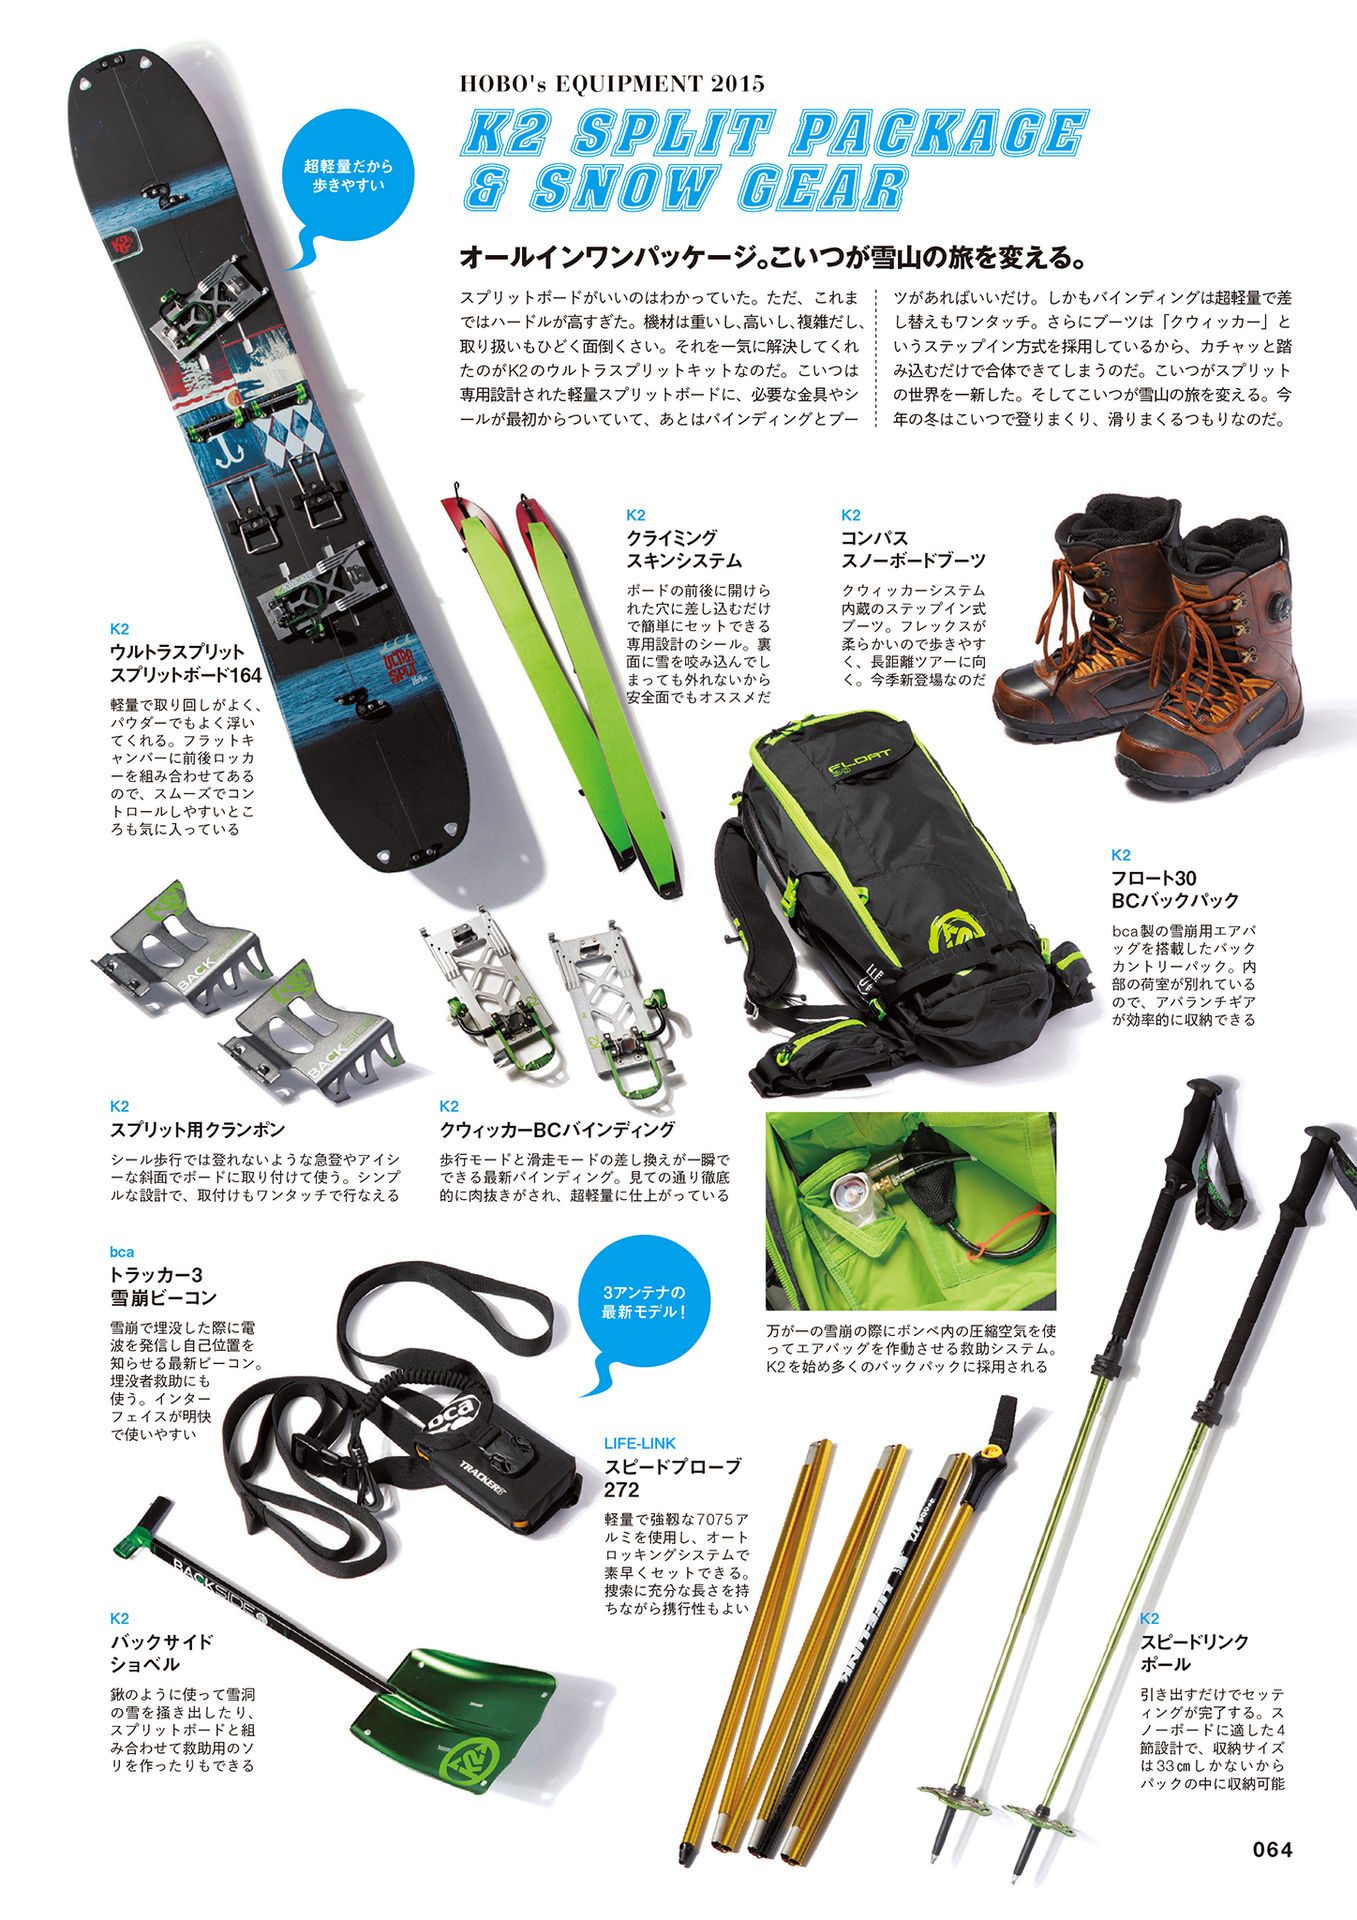 HOBO's EQUIPMENT 2015
K2 SPLIT PACKAGE
& SNOW GEAR
超軽量だから
歩きやすい
オールインワンパッケージ。こいつが雪山の旅を変える。
スプリットボードがいいのはわかっていた。ただ、これま
ではハードルが高すぎた。機材は重いし、高いし、複雑だし、
取り扱いもひどく面倒くさい。それを一気に解決してくれ
たのがK2のウルトラスプリットキットなのだ。こいつは
専用設計された軽量スプリットボードに、必要な金具やシ
ールが最初からついていて、あとはバインディングとブー
ツがあればいいだけ。しかもバインディングは超軽量で差
し替えもワンタッチ。さらにブーツは「クウィッカー」と
いうステップイン方式を採用しているから、カチャッと踏
み込むだけで合体できてしまうのだ。こいつがスプリット
の世界を一新した。そしてこいつが雪山の旅を変える。今
年の冬はこいつで登りまくり、滑りまくるつもりなのだ。
K2
ULTRA
SPLIT
164
K2
ウルトラスプリット
スプリットボード164
軽量で取り回しがよく、
パウダーでもよく浮い
てくれる。フラットキ
ャンバーに前後ロッカ
ーを組み合わせてある
ので、スムーズでコン
トロールしやすいとこ
ろも気に入っている
K2
クライミング
スキンシステム
ボードの前後に開けら
れた穴に差し込むだけ
で簡単にセットできる
専用設計のシール。裏
面に雪を咬み込んでし
まっても外れないから
安全面でもオススメだ
K2
コンパス
スノーボードブーツ
クウィッカーシステム
内蔵のステップイン式
ブーツ。フレックスが
柔らかいので歩きやす
く、長距離ツアーに向
く。今季新登場なのだ
FLOAT
30
K2
K2
フロート30
BCバックパック
bca製の雪崩用エアバ
ッグを搭載したバック
カントリーパック。内
部の荷室が別れている
ので、アバランチギア
が効率的に収納できる
BACKSIDE
BACKSIDE
K2
スプリット用クランポン
シール歩行では登れないような急登やアイシ
ーな斜面でボードに取り付けて使う。シンプ
ルな設計で、取付けもワンタッチで行なえる
K2
K2
クウィッカーBCバインディング
歩行モードと滑走モードの差し換えが一瞬で
できる最新バインディング。見ての通り徹底
的に肉抜きがされ、超軽量に仕上がっている
万が一の雪崩の際にボンベ内の圧縮空気を使
ってエアバッグを作動させる救助システム。
K2を始め多くのバックパックに採用される
bca
トラッカー3
雪崩ビーコン
雪崩で埋没した際に電
波を発信し自己位置を
知らせる最新ビーコン。
埋没者救助にも
使う。インター
フェイスが明快
で使いやすい
3アンテナの
最新モデル！
bca
TRACKER3
LIFE-LINK
スピードプローブ
272
軽量で強靱な7075ア
ルミを使用し、オート
ロッキングシステムで
素早くセットできる。
捜索に充分な長さを持
ちながら携行性もよい
LIFE-LINK
BACKSIDE
K2
K2
バックサイド
ショベル
鍬のように使って雪洞
の雪を掻き出したり、
スプリットボードと組
み合わせて救助用のソ
リを作ったりもできる
K2
スピードリンク
ポール
引き出すだけでセッテ
ィングが完了する。ス
ノーボードに適した4
節設計で、収納サイズ
は33㎝しかないから
パックの中に収納可能
064